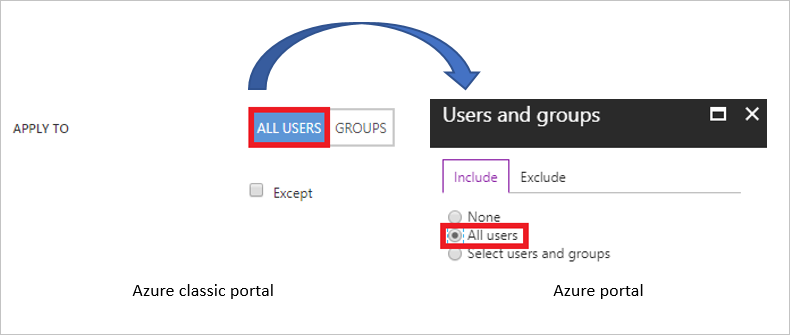 APPLY TO
ALL USERS GROUPS
Except
Users and groups
Include Exclude
None
All users
Select users and groups
Azure classic portal
Azure portal